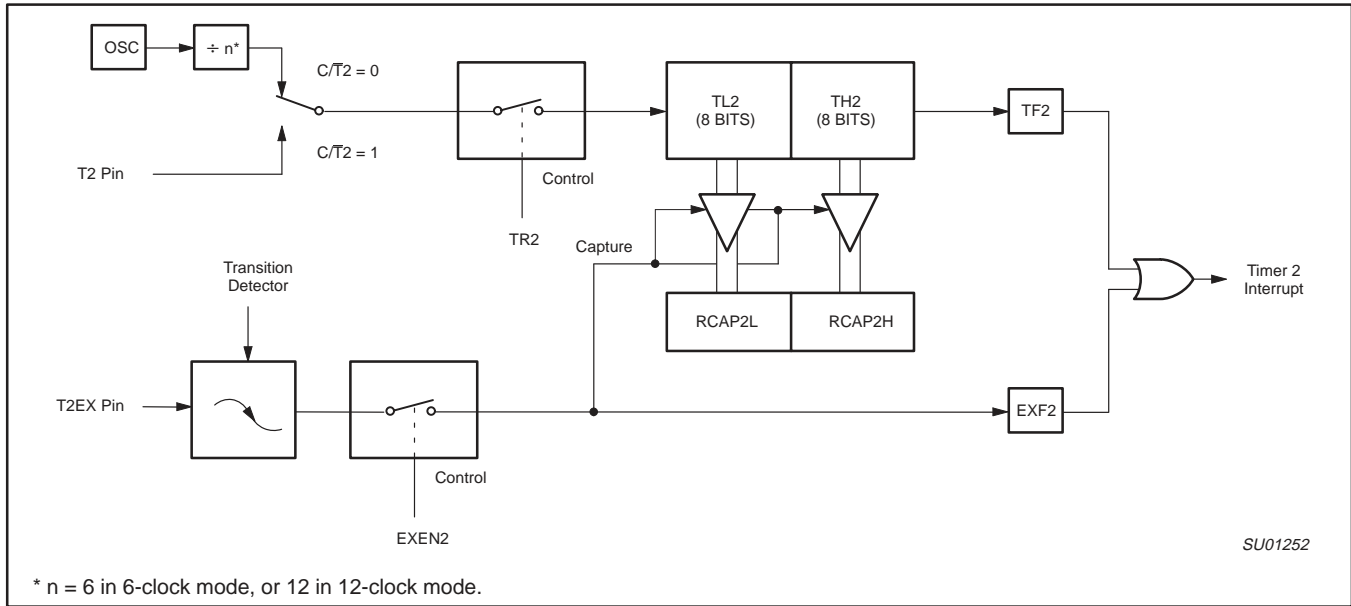 OSC
÷ n*
C/T̅2 = 0
C/T̅2 = 1
T2 Pin
Control
TR2
TL2
(8 BITS)
TH2
(8 BITS)
TF2
Capture
RCAP2L
RCAP2H
Timer 2
Interrupt
Transition
Detector
T2EX Pin
Control
EXEN2
EXF2
SU01252
* n = 6 in 6-clock mode, or 12 in 12-clock mode.